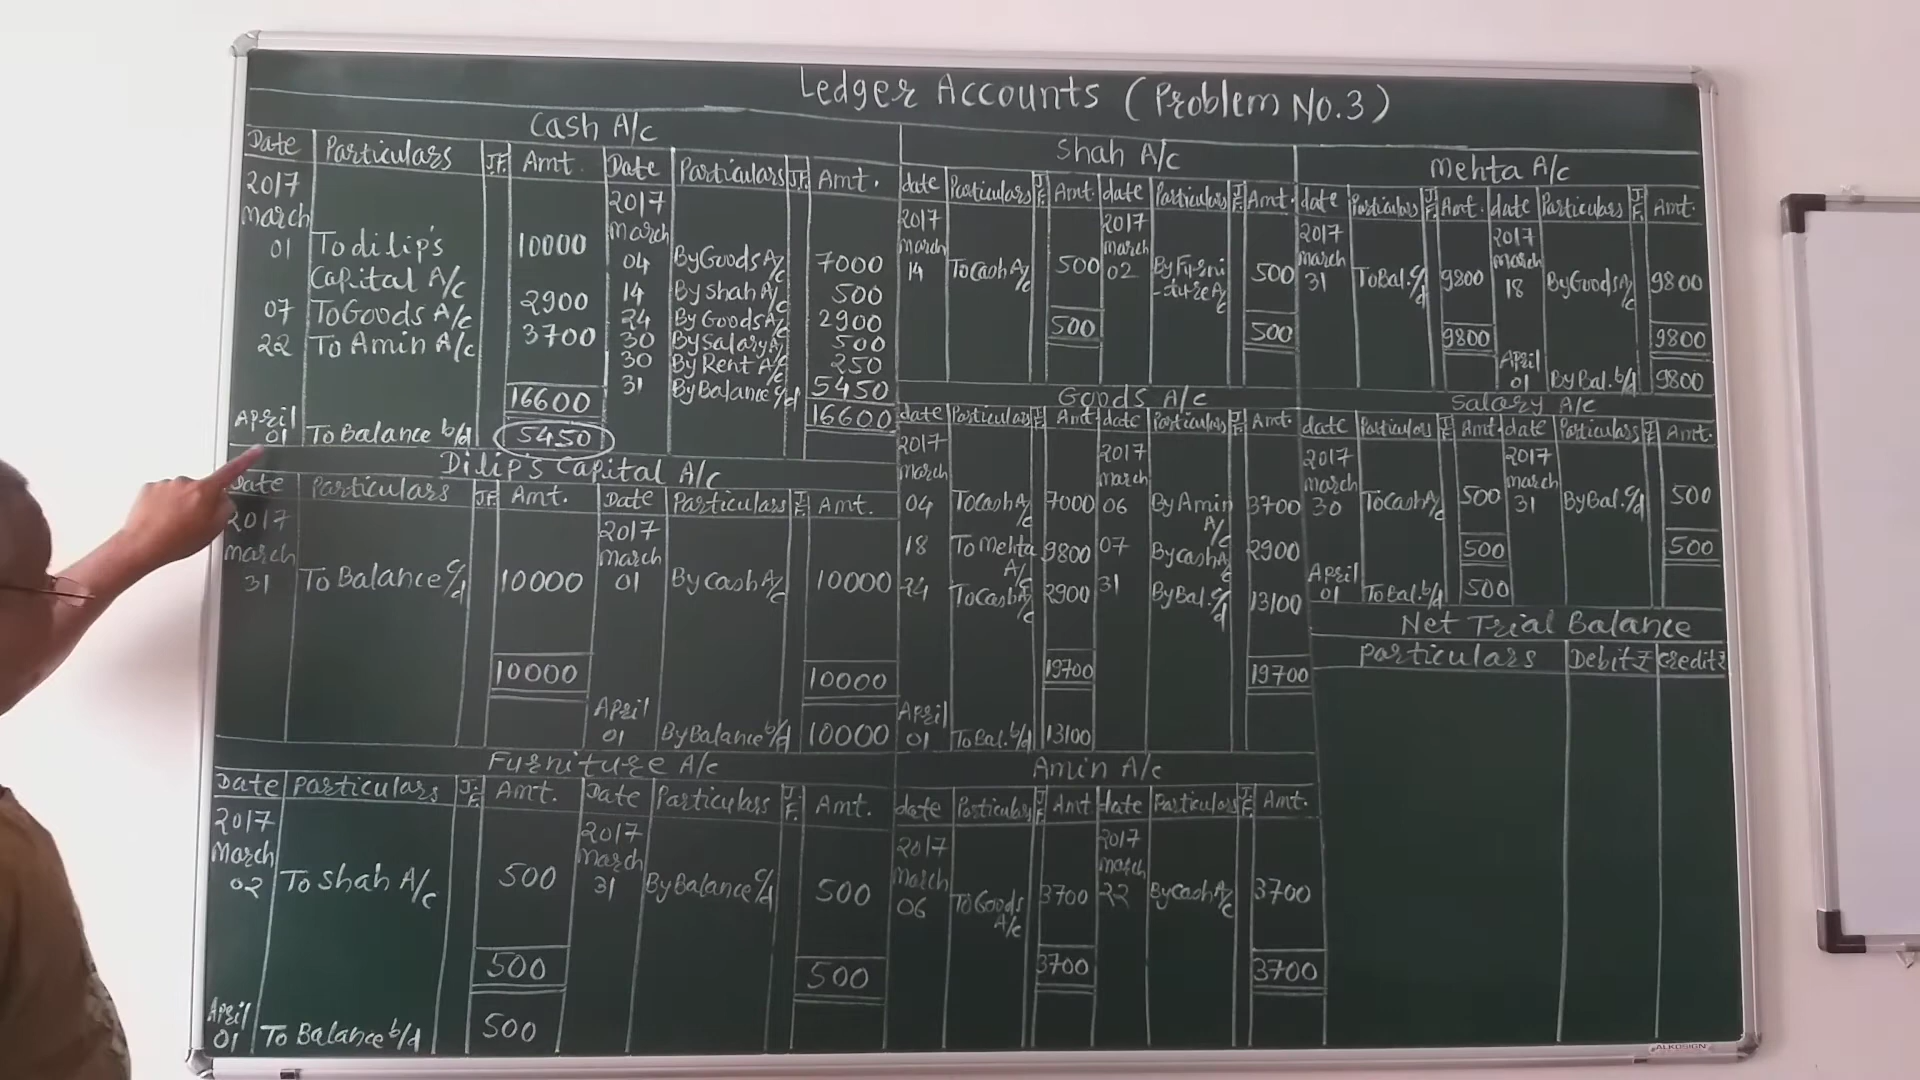 Ledger Accounts (Problem No.3)
Cash A/c
Date Particulars J.F. Amt. Date Particulars J.F. Amt.
2017 2017
March March
01 To dilip's 10000 04 By Goods A/c 7000
Capital A/c 14 By Shah A/c 500
07 To Goods A/c 2900 24 By Goods A/c 2900
22 To Amin A/c 3700 30 By Salary A/c 500
30 By Rent A/c 250
31 By Balance c/d 5450
16600 16600
April
01 To Balance b/d 5450
Dilip's Capital A/c
Date Particulars J.F. Amt. Date Particulars J.F. Amt.
2017 2017
March March
31 To Balance c/d 10000 01 By Cash A/c 10000
10000 10000
April
01 By Balance b/d 10000
Furniture A/c
Date Particulars J.F. Amt. Date Particulars J.F. Amt.
2017 2017
March March
02 To Shah A/c 500 31 By Balance c/d 500
500 500
April
01 To Balance b/d 500
Shah A/c
date Particulars J.F. Amt. date Particulars J.F. Amt.
2017 2017
March March
14 To Cash A/c 500 02 By Furni 500
-ture A/c
500 500
Goods A/c
date Particulars J.F. Amt date Particulars J.F. Amt.
2017 2017
March March
04 To Cash A/c 7000 06 By Amin A/c 3700
18 To Mehta A/c 9800 07 By Cash A/c 2900
24 To Cash A/c 2900 31 By Bal. c/d 13100
19700 19700
April
01 To Bal. b/d 13100
Amin A/c
date Particulars J.F. Amt date Particulars J.F. Amt.
2017 2017
March March
06 To Goods A/c 3700 22 By Cash A/c 3700
3700 3700
Mehta A/c
date Particulars J.F. Amt. date Particulars J.F. Amt.
2017 2017
March March
31 To Bal. c/d 9800 18 By Goods A/c 9800
9800 9800
April
01 By Bal. b/d 9800
Salary A/c
date Particulars J.F. Amt date Particulars J.F. Amt.
2017 2017
March March
30 To Cash A/c 500 31 By Bal. c/d 500
500 500
April
01 To Bal. b/d 500
Net Trial Balance
Particulars Debit ₹ Credit ₹
ALKOSIGN